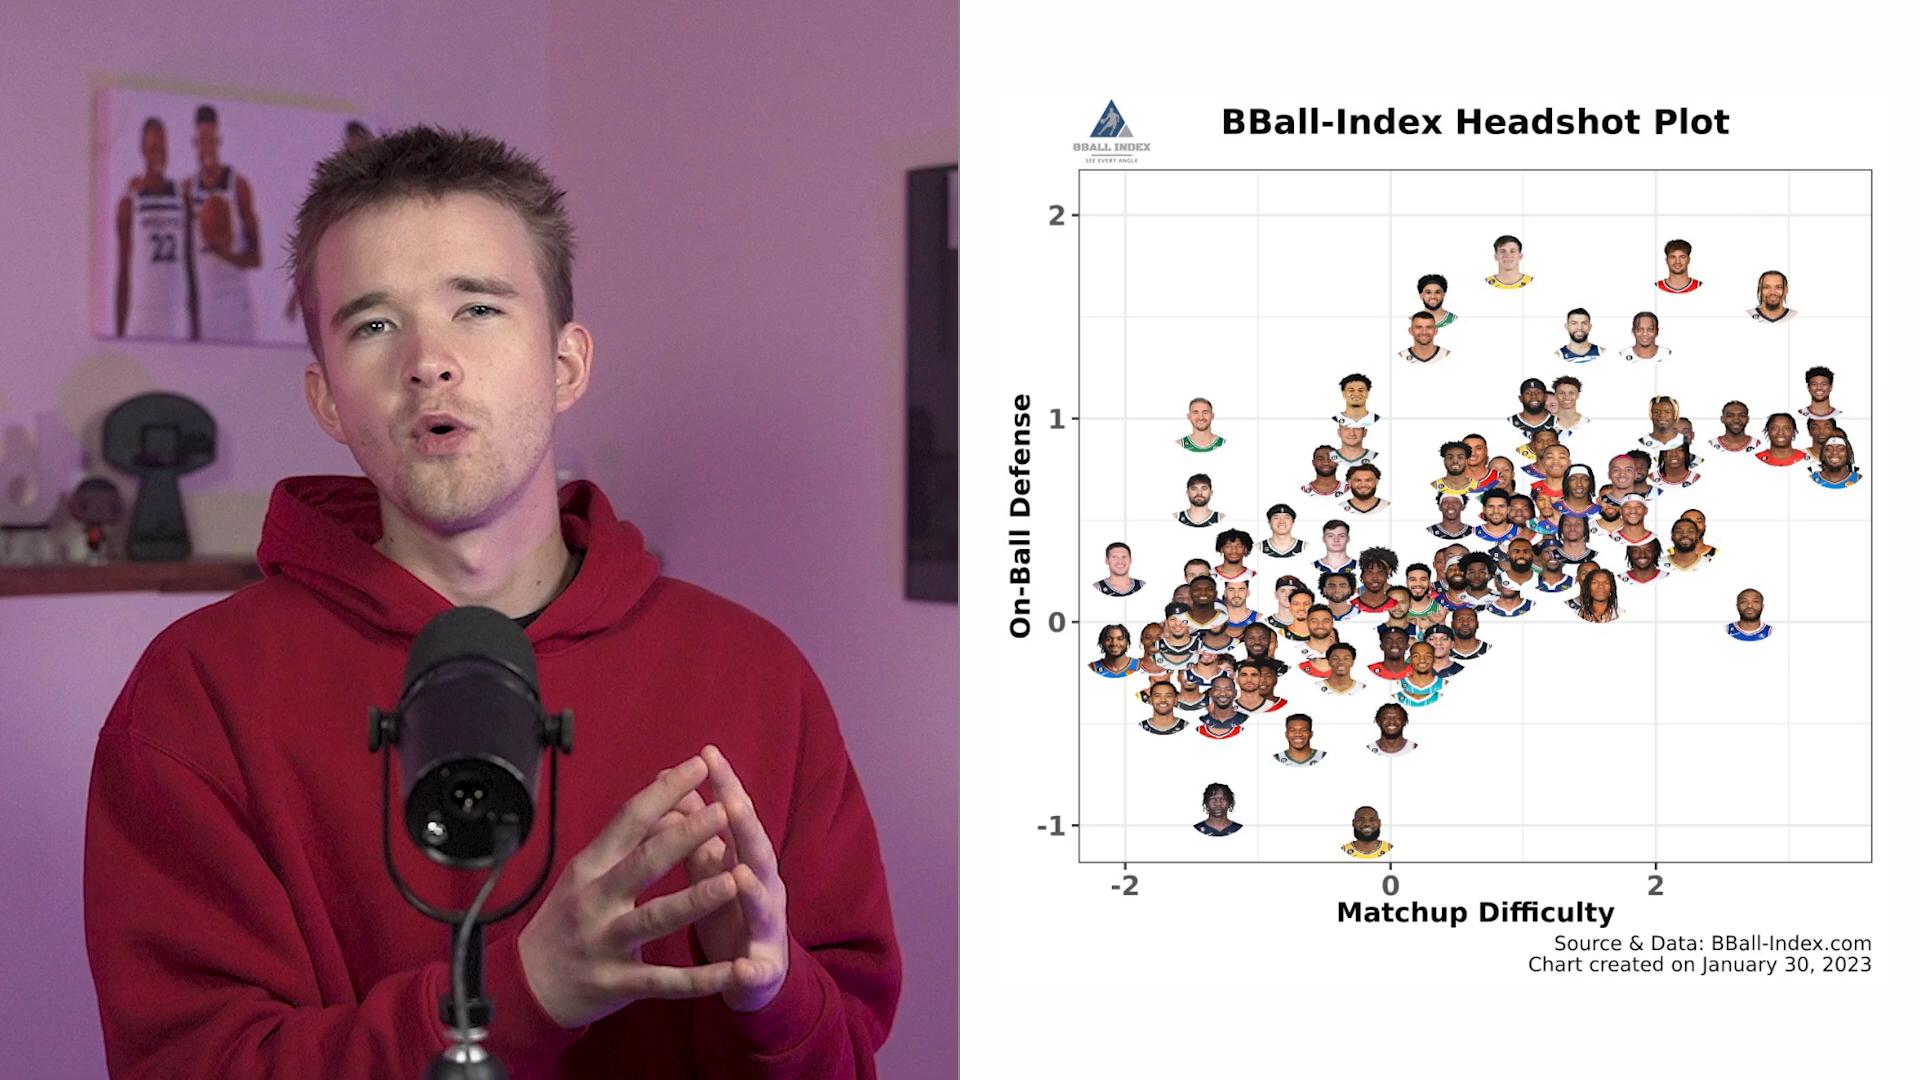 22
BBall-Index Headshot Plot
BBALL INDEX
SEE EVERY ANGLE
2
1
0
-1
On-Ball Defense
-2
0
2
Matchup Difficulty
Source & Data: BBall-Index.com
Chart created on January 30, 2023